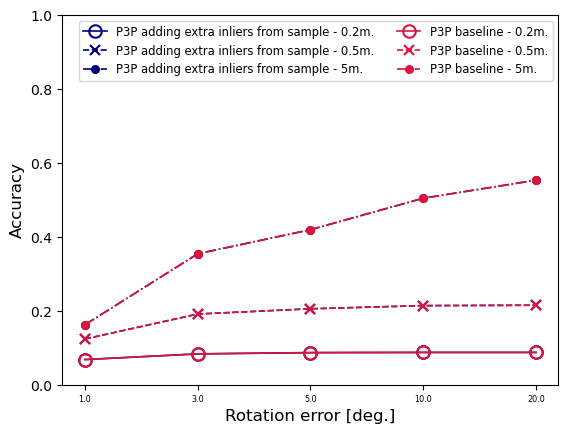 P3P adding extra inliers from sample - 0.2m.
P3P adding extra inliers from sample - 0.5m.
P3P adding extra inliers from sample - 5m.
P3P baseline - 0.2m.
P3P baseline - 0.5m.
P3P baseline - 5m.
Accuracy
1.0
0.8
0.6
0.4
0.2
0.0
1.0 3.0 5.0 10.0 20.0
Rotation error [deg.]